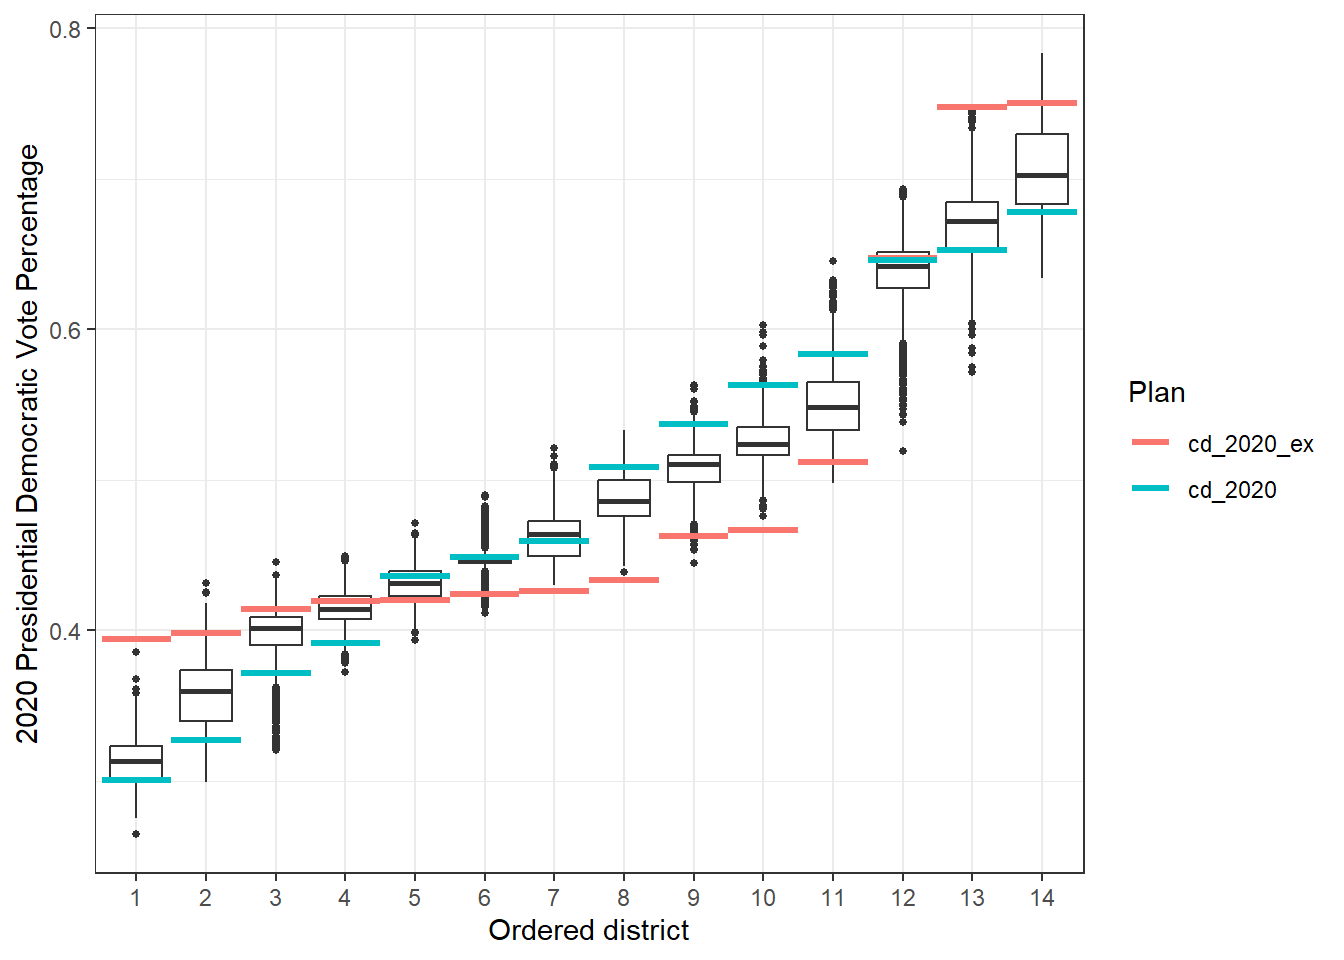 0.8
0.6
0.4
2020 Presidential Democratic Vote Percentage
1 2 3 4 5 6 7 8 9 10 11 12 13 14
Ordered district
Plan
cd_2020_ex
cd_2020